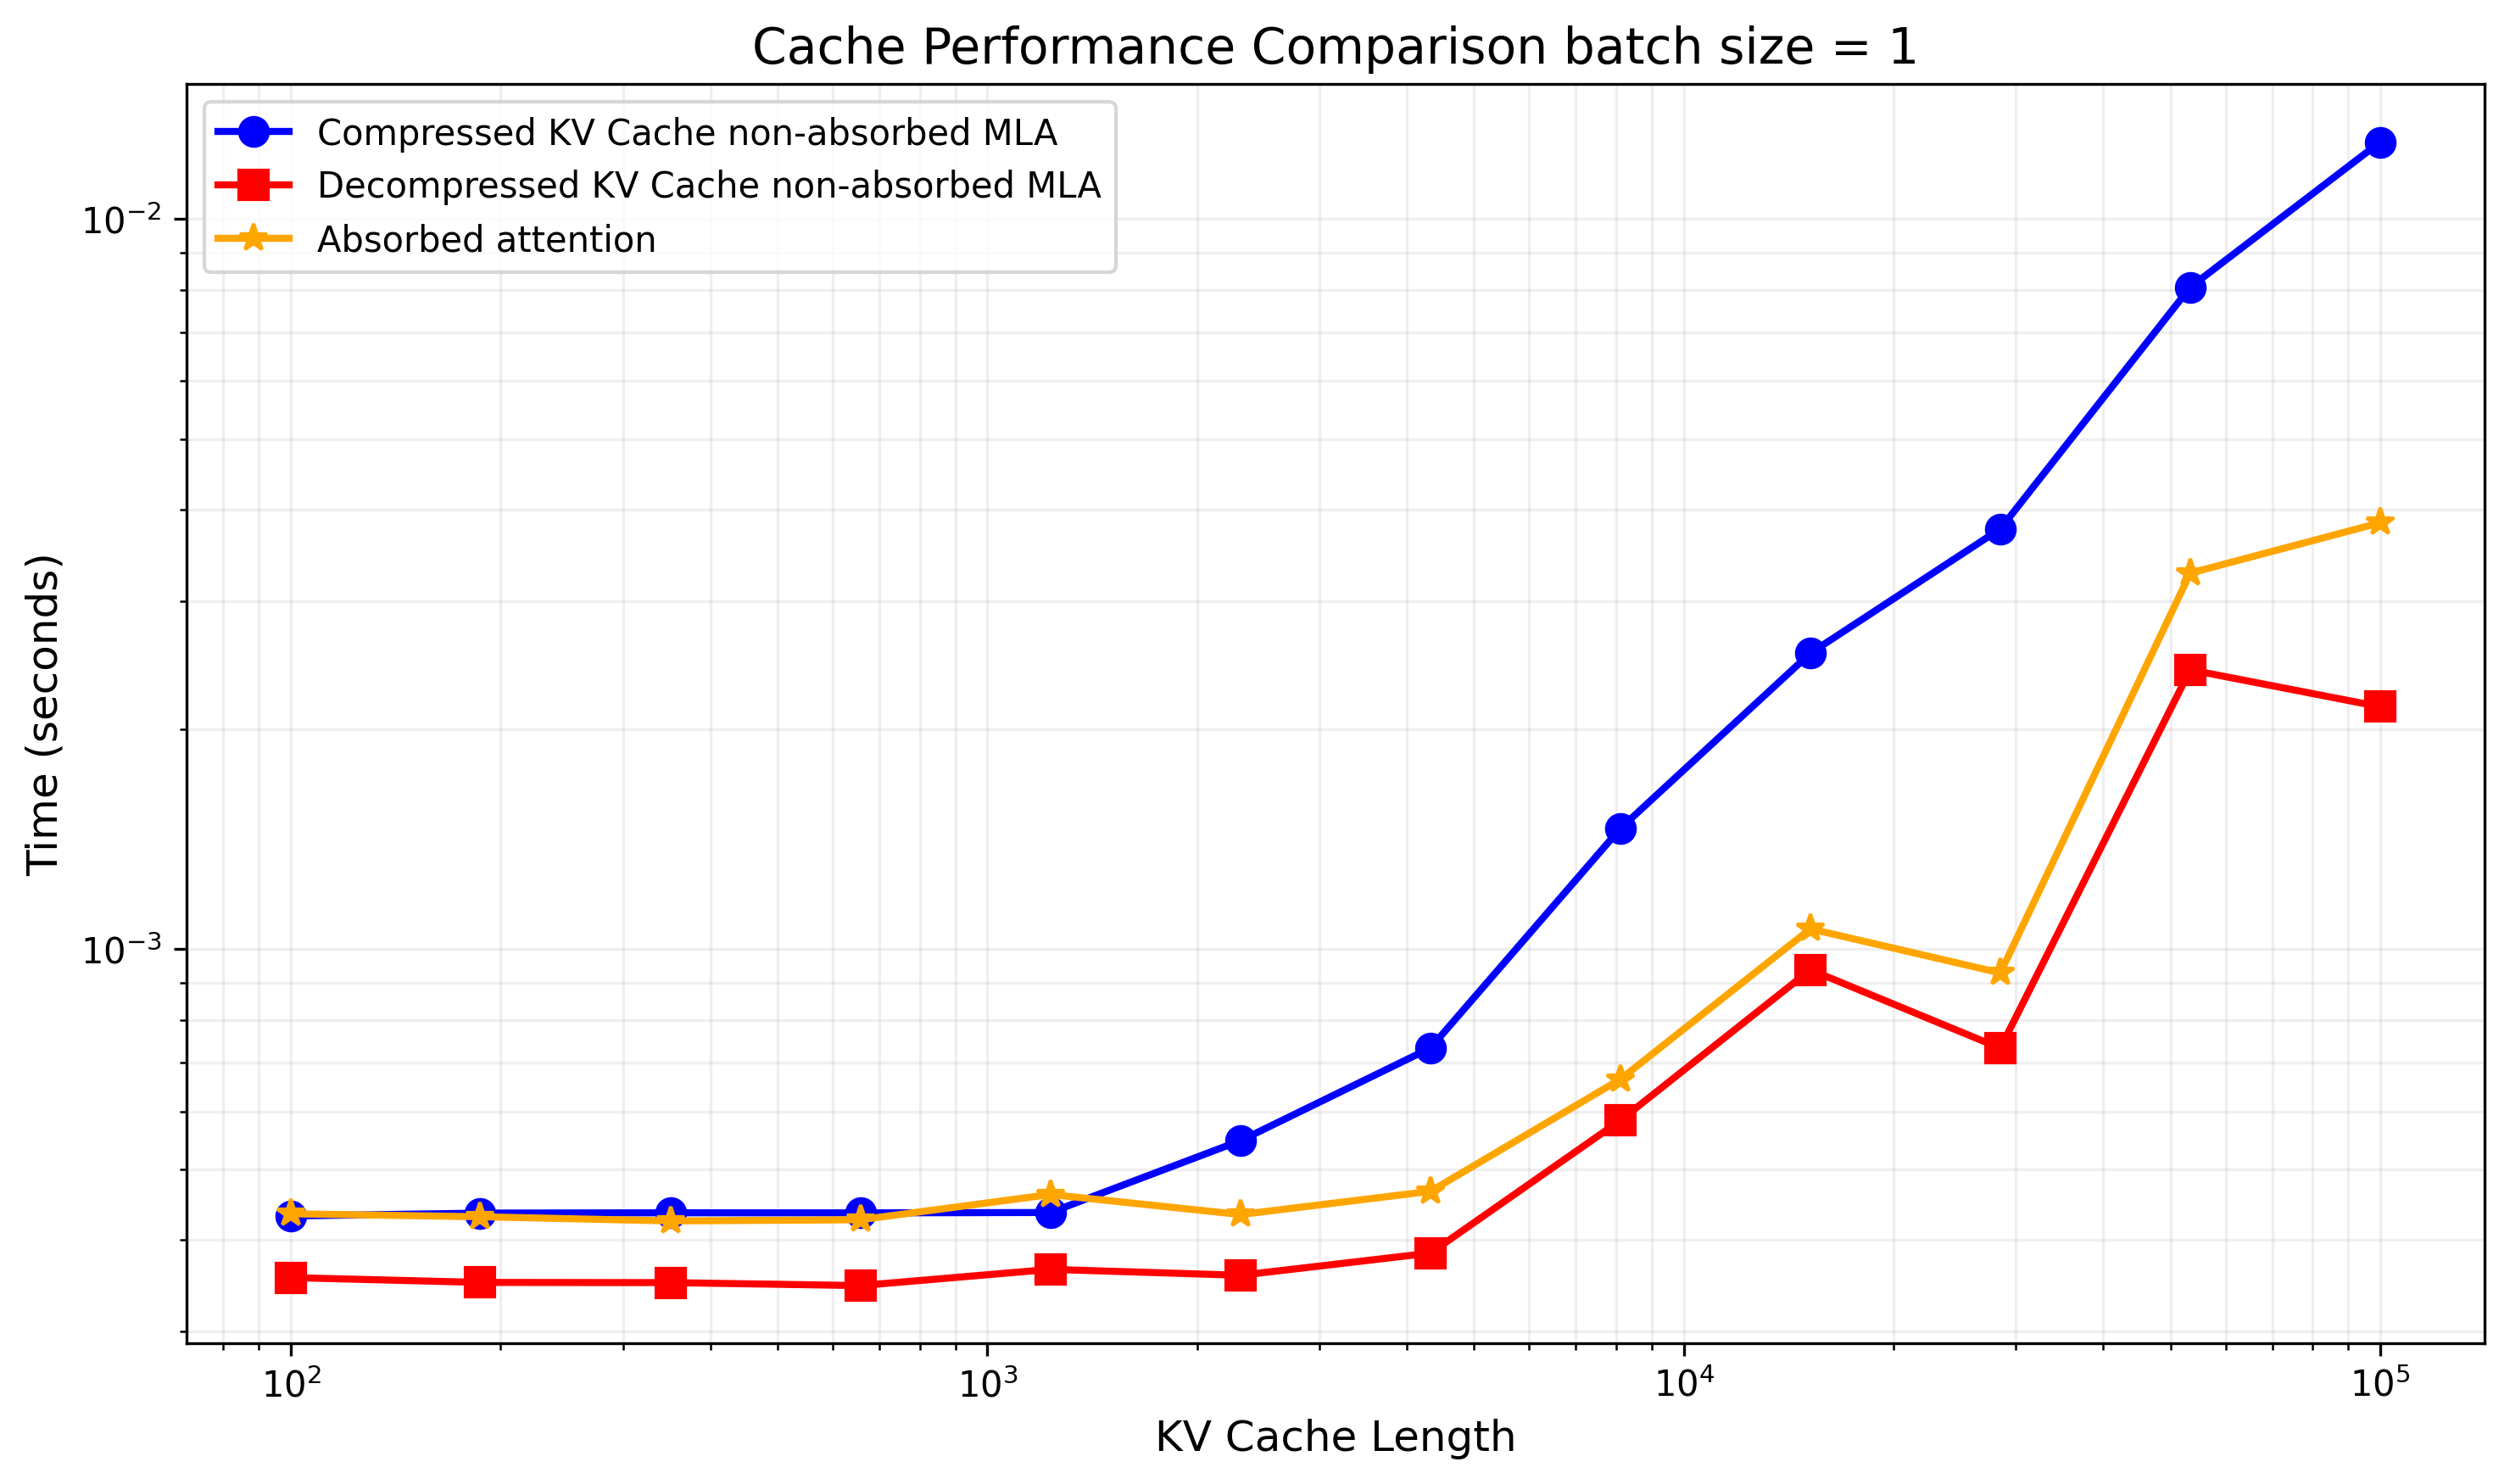 Cache Performance Comparison batch size = 1
Compressed KV Cache non-absorbed MLA
Decompressed KV Cache non-absorbed MLA
Absorbed attention
Time (seconds)
10⁻²
10⁻³
10² 10³ 10⁴ 10⁵
KV Cache Length